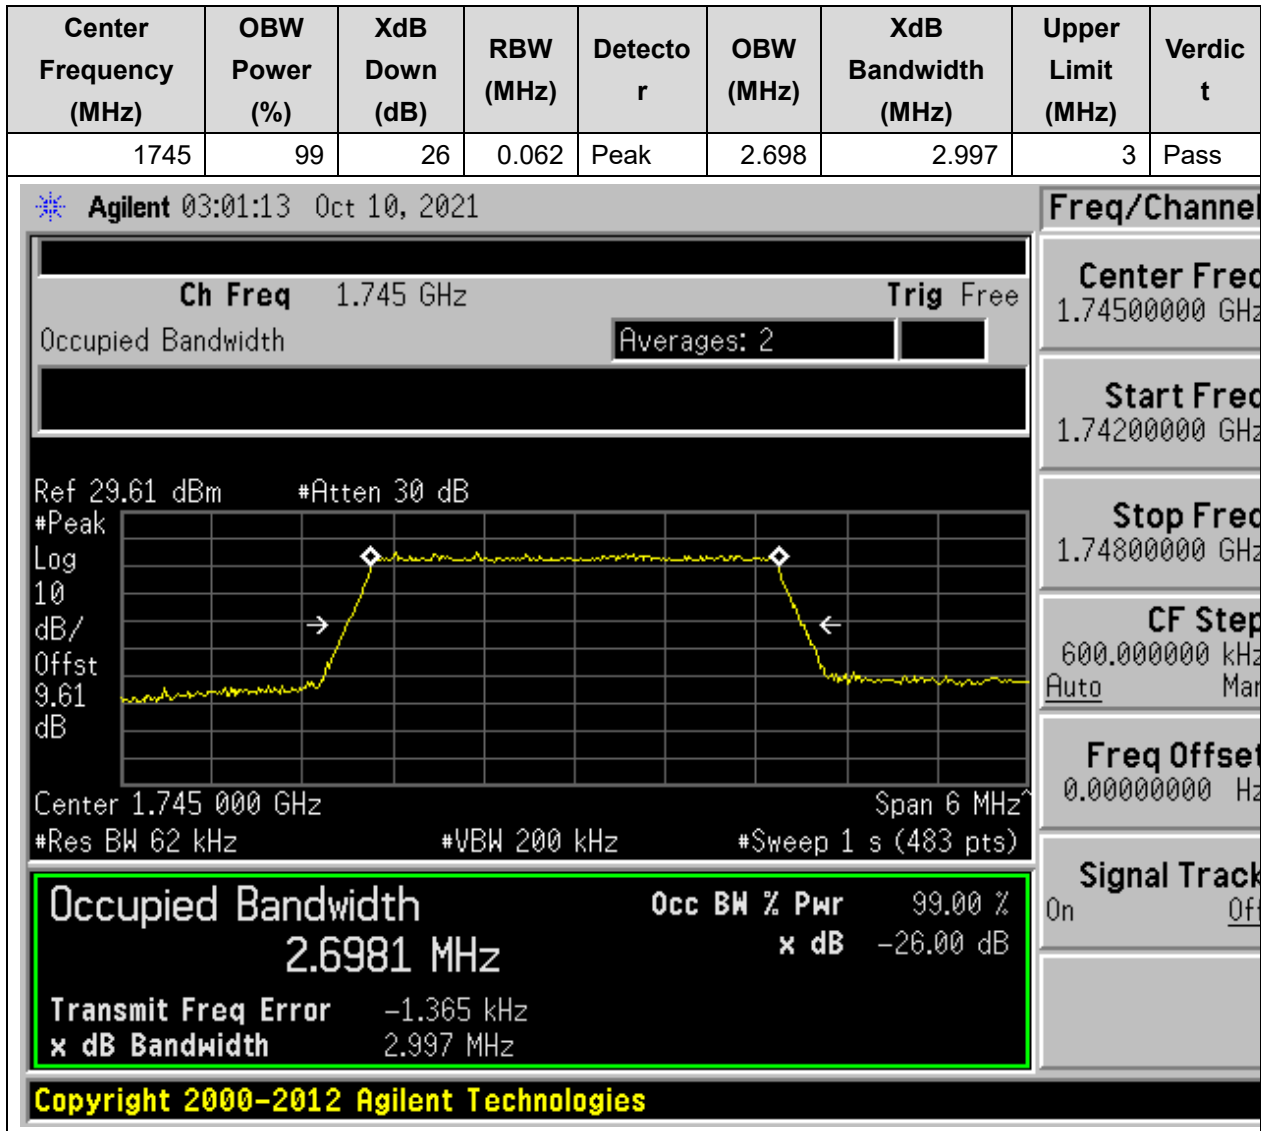 Center Frequency (MHz) OBW Power (%) XdB Down (dB) RBW (MHz) Detector OBW (MHz) XdB Bandwidth (MHz) Upper Limit (MHz) Verdict
1745 99 26 0.062 Peak 2.698 2.997 3 Pass
Agilent 03:01:13 Oct 10, 2021
Freq/Channel
Ch Freq 1.745 GHz Trig Free
Occupied Bandwidth Averages: 2
Center Freq
1.74500000 GHz
Start Freq
1.74200000 GHz
Stop Freq
1.74800000 GHz
CF Step
600.000000 kHz
Auto Man
Freq Offset
0.00000000 Hz
Signal Track
On Off
Ref 29.61 dBm #Atten 30 dB
#Peak
Log
10
dB/
Offst
9.61
dB
Center 1.745 000 GHz Span 6 MHz^
#Res BW 62 kHz #VBW 200 kHz #Sweep 1 s (483 pts)
Occupied Bandwidth Occ BW % Pwr 99.00 %
2.6981 MHz x dB -26.00 dB
Transmit Freq Error -1.365 kHz
x dB Bandwidth 2.997 MHz
Copyright 2000-2012 Agilent Technologies